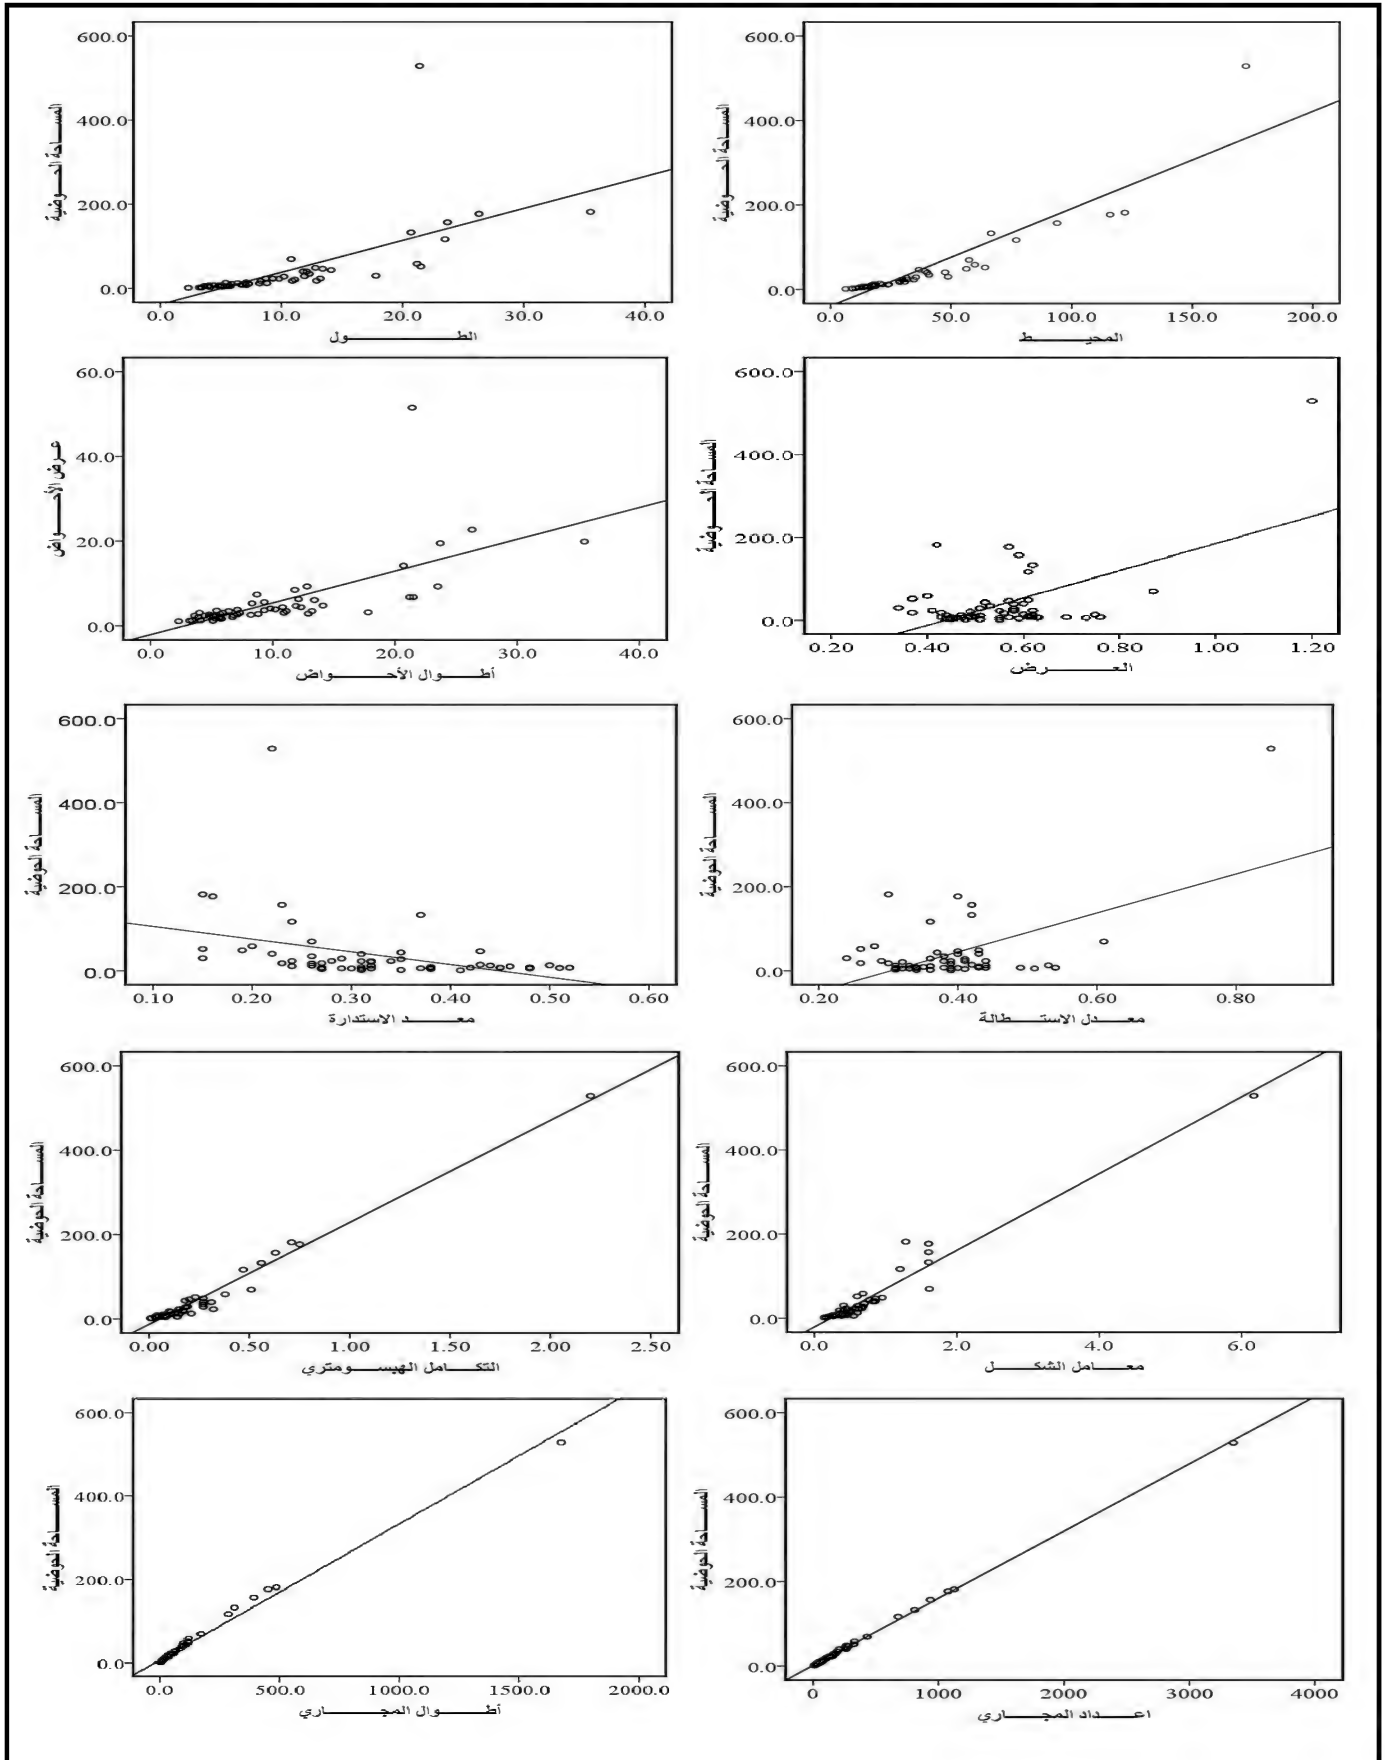 600.0
400.0
200.0
0.0
المساحة الحوضية
0.0 10.0 20.0 30.0 40.0
الطول
600.0
400.0
200.0
0.0
المساحة الحوضية
0.0 50.0 100.0 150.0 200.0
المحيط
60.0
40.0
20.0
0.0
عرض الأحواض
0.0 10.0 20.0 30.0 40.0
أطوال الأحواض
600.0
400.0
200.0
0.0
المساحة الحوضية
0.20 0.40 0.60 0.80 1.00 1.20
العرض
600.0
400.0
200.0
0.0
المساحة الحوضية
0.10 0.20 0.30 0.40 0.50 0.60
معد الاستدارة
600.0
400.0
200.0
0.0
المساحة الحوضية
0.20 0.40 0.60 0.80
معدل الاستطالة
600.0
400.0
200.0
0.0
المساحة الحوضية
0.00 0.50 1.00 1.50 2.00 2.50
التكامل الهبسومتري
600.0
400.0
200.0
0.0
المساحة الحوضية
0.0 2.0 4.0 6.0
معامل الشكل
600.0
400.0
200.0
0.0
المساحة الحوضية
0.0 500.0 1000.0 1500.0 2000.0
أطوال المجاري
600.0
400.0
200.0
0.0
المساحة الحوضية
0 1000 2000 3000 4000
اعداد المجاري